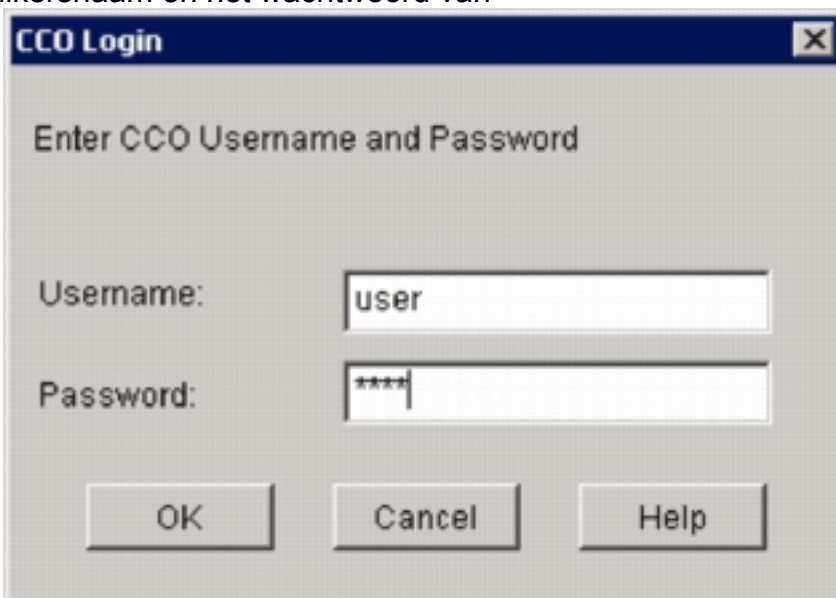 en het wachtwoord van
CCO Login
Enter CCO Username and Password
Username:
user
Password:
****
OK
Cancel
Help